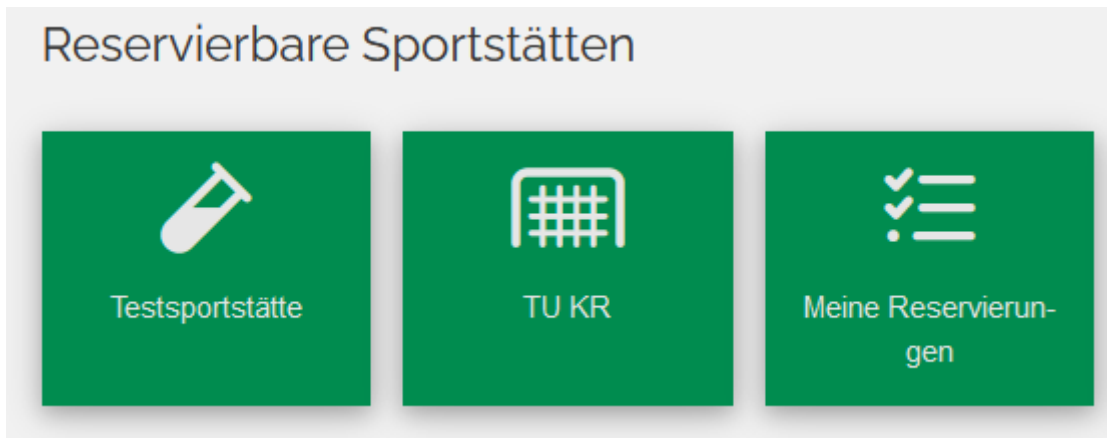 Reservierbare Sportstätten
Testsportstätte
TU KR
Meine Reservierun-
gen